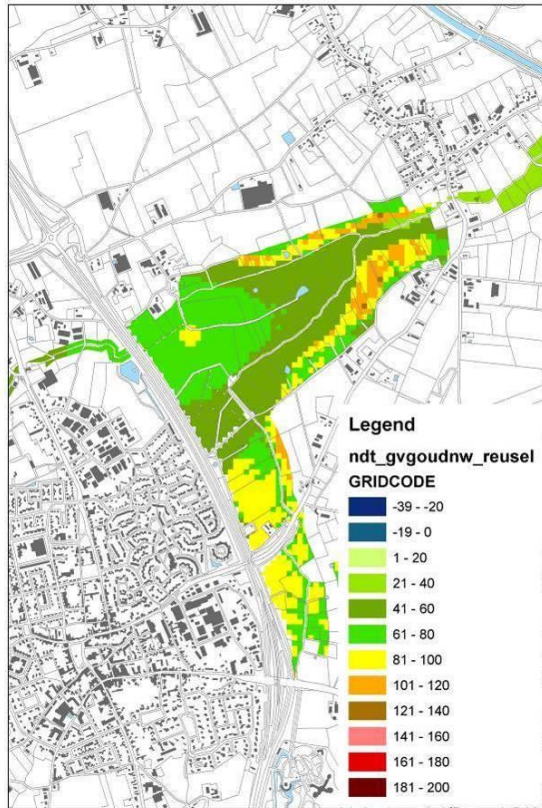 Legend
ndt_gvgoudnw_reusel
GRIDCODE
-39 - -20
-19 - 0
1 - 20
21 - 40
41 - 60
61 - 80
81 - 100
101 - 120
121 - 140
141 - 160
161 - 180
181 - 200